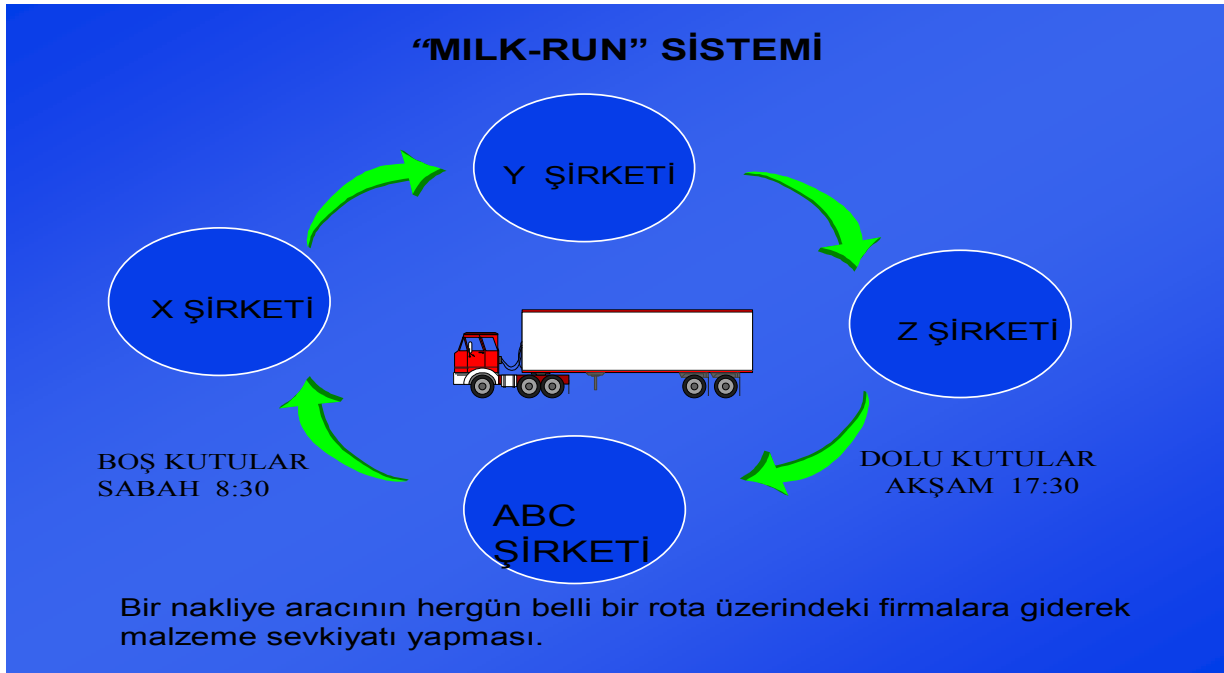 “MILK-RUN” SİSTEMİ
Y ŞİRKETİ
X ŞİRKETİ
Z ŞİRKETİ
BOŞ KUTULAR
SABAH 8:30
DOLU KUTULAR
AKŞAM 17:30
ABC
ŞİRKETİ
Bir nakliye aracının hergün belli bir rota üzerindeki firmalara giderek
malzeme sevkiyatı yapması.